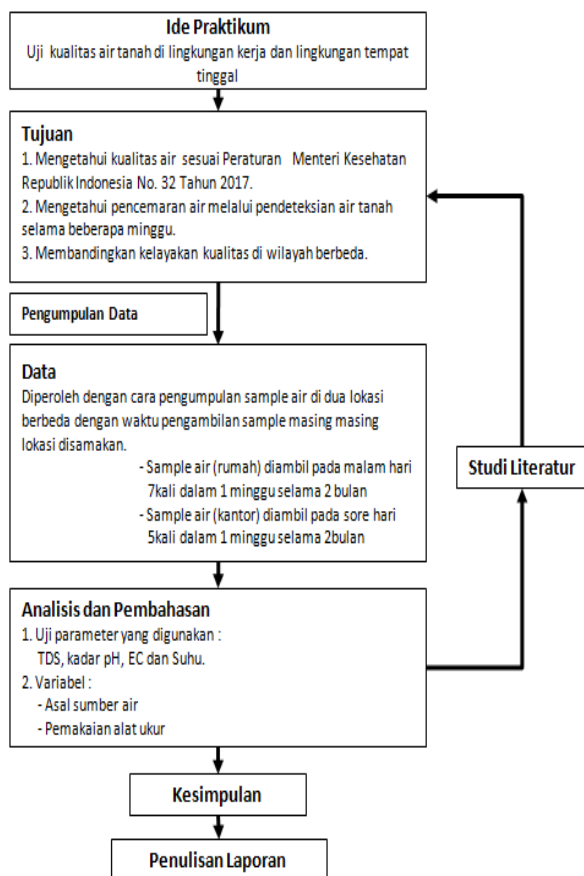 Ide Praktikum
Uji kualitas air tanah di lingkungan kerja dan lingkungan tempat
tinggal
Tujuan
1. Mengetahui kualitas air sesuai Peraturan Menteri Kesehatan
Republik Indonesia No. 32 Tahun 2017.
2. Mengetahui pencemaran air melalui pendeteksian air tanah
selama beberapa minggu.
3. Membandingkan kelayakan kualitas di wilayah berbeda.
Pengumpulan Data
Data
Diperoleh dengan cara pengumpulan sample air di dua lokasi
berbeda dengan waktu pengambilan sample masing masing
lokasi disamakan.
- Sample air (rumah) diambil pada malam hari
7kali dalam 1 minggu selama 2 bulan
- Sample air (kantor) diambil pada sore hari
5kali dalam 1 minggu selama 2bulan
Studi Literatur
Analisis dan Pembahasan
1. Uji parameter yang digunakan :
TDS, kadar pH, EC dan Suhu.
2. Variabel :
- Asal sumber air
- Pemakaian alat ukur
Kesimpulan
Penulisan Laporan